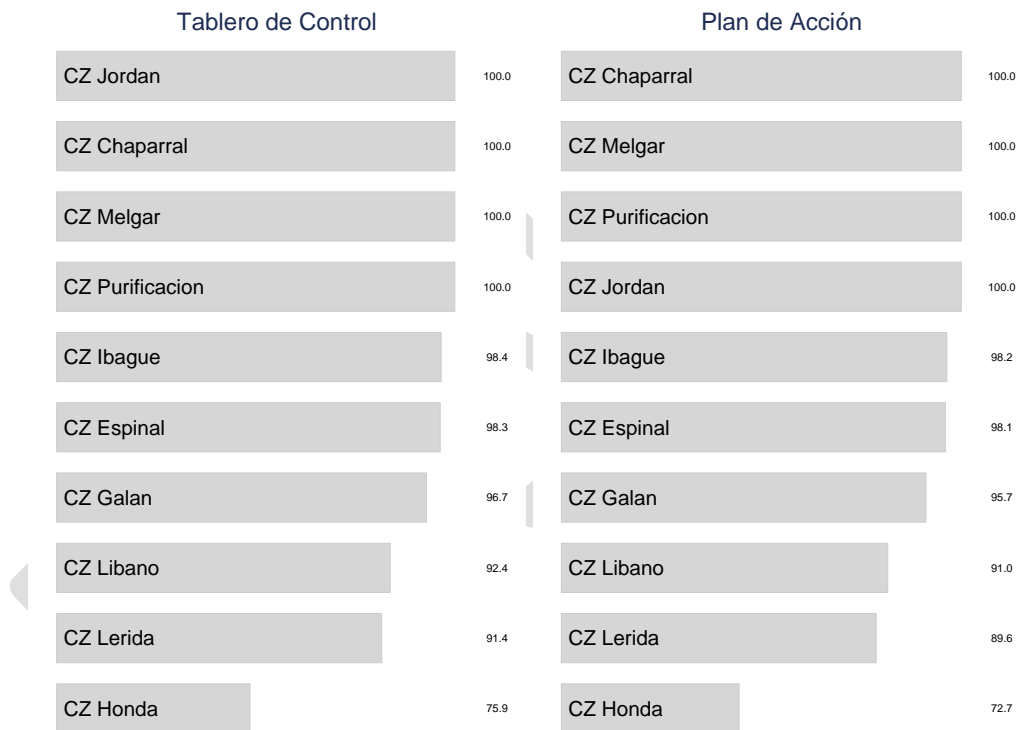 Tablero de Control
CZ Jordan 100.0
CZ Chaparral 100.0
CZ Melgar 100.0
CZ Purificacion 100.0
CZ Ibague 98.4
CZ Espinal 98.3
CZ Galan 96.7
CZ Libano 92.4
CZ Lerida 91.4
CZ Honda 75.9
Plan de Acción
CZ Chaparral 100.0
CZ Melgar 100.0
CZ Purificacion 100.0
CZ Jordan 100.0
CZ Ibague 98.2
CZ Espinal 98.1
CZ Galan 95.7
CZ Libano 91.0
CZ Lerida 89.6
CZ Honda 72.7